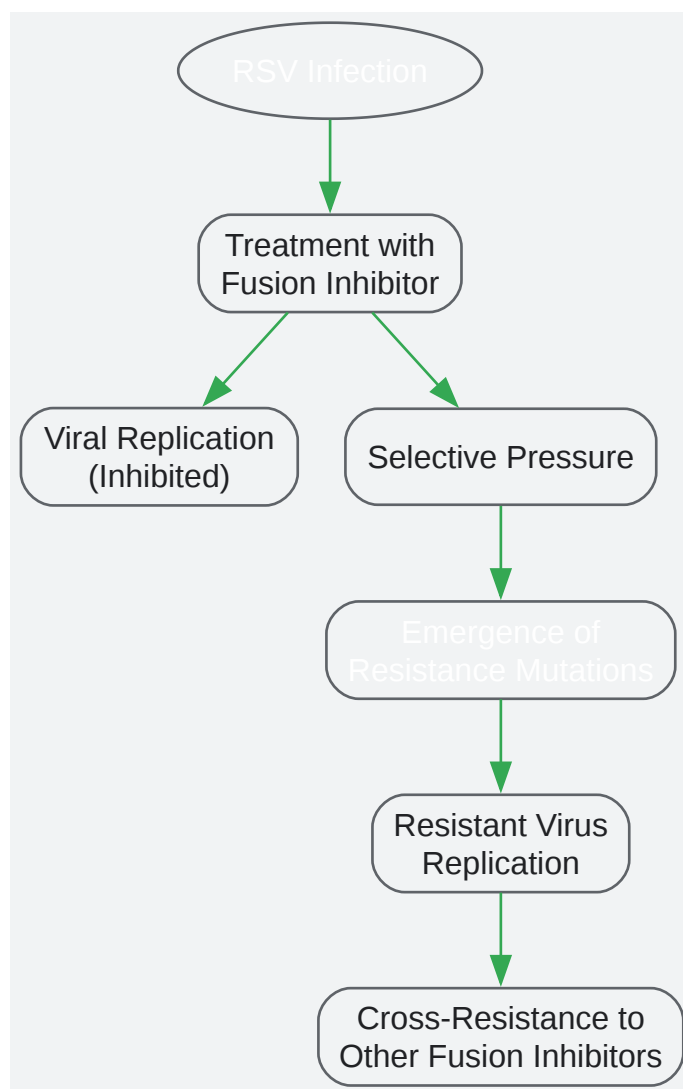 RSV Infection
Treatment with
Fusion Inhibitor
Viral Replication
(Inhibited)
Selective Pressure
Emergence of
Resistance Mutations
Resistant Virus
Replication
Cross-Resistance to
Other Fusion Inhibitors